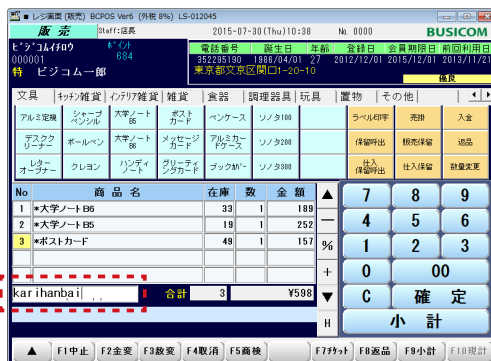 レジ画面 (販売) BCPOS Ver6 (外税 8%) LS-012045
販売 Staff:店長 2015-07-30(Thu)10:38 No. 0000 BUSICOM
ﾋﾞｼﾞｺﾑｲﾁﾛｳ ﾎﾟｲﾝﾄ 電話番号 誕生日 年齢 登録日 会員期限日 前回利用日
000001 684 352295190 1986/04/01 27 2012/12/01 2015/12/01 2013/11/21
特 ビジコム一郎 東京都文京区関口1-20-10
優良
文具 ｷｯﾁﾝ雑貨 ｲﾝﾃﾘｱ雑貨 雑貨 食器 調理器具 玩具 置物 その他
アルミ定規 シャープペンシル 大学ノートB6 ポストカード ペンケース ソノタ100 ラベル印字 売掛 入金
デスククリーナー ボールペン 大学ノートB5 メッセージカード アルミカードケース ソノタ200 保留呼出 販売保留 返品
レターオープナー クレヨン ハンディノート グリーティングカード ブックカバー ソノタ300 仕入保留呼出 仕入保留 数量変更
No 商品名 在庫 数 金額 ▲ 7 8 9
1 *大学ノートB6 33 1 189
2 *大学ノートB5 19 1 252 — 4 5 6
3 *ポストカード 49 1 157 % 1 2 3
+ 0 00
karihanbai 合計 3 ¥598 ▼ C 確定
H 小計
▲ F1中止 F2金変 F3数変 F4取消 F5商検 F7ﾁｹｯﾄ F8返品 F9小計 F10現計